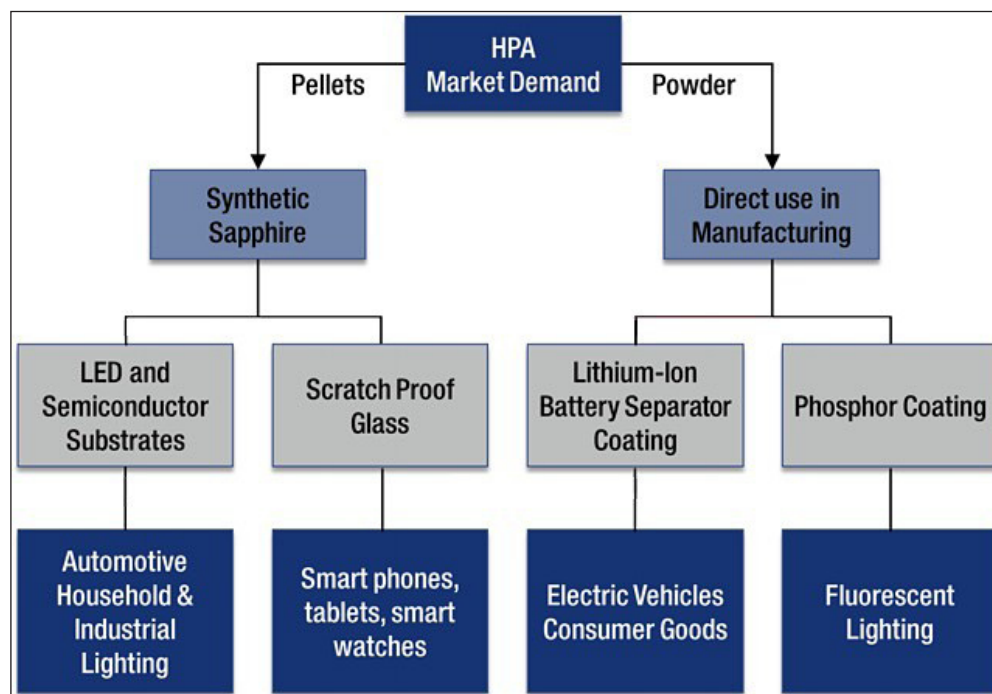 HPA
Market Demand
Pellets
Powder
Synthetic
Sapphire
Direct use in
Manufacturing
LED and
Semiconductor
Substrates
Scratch Proof
Glass
Lithium-Ion
Battery Separator
Coating
Phosphor Coating
Automotive
Household &
Industrial
Lighting
Smart phones,
tablets, smart
watches
Electric Vehicles
Consumer Goods
Fluorescent
Lighting